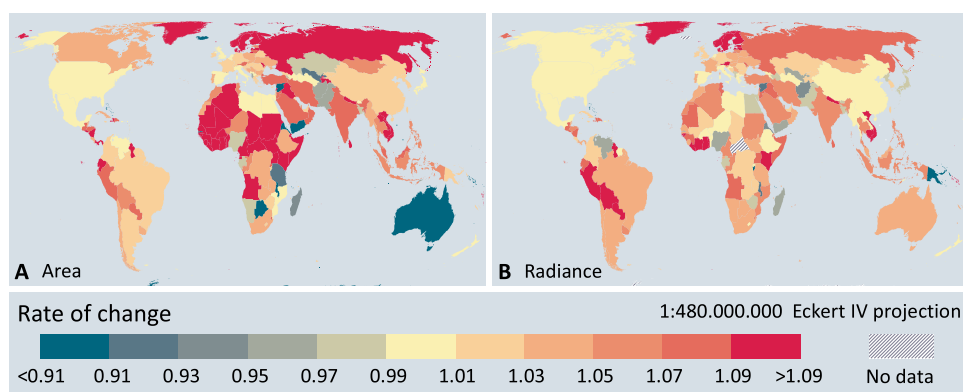 A Area
B Radiance
Rate of change
1:480.000.000 Eckert IV projection
<0.91 0.91 0.93 0.95 0.97 0.99 1.01 1.03 1.05 1.07 1.09 >1.09
No data